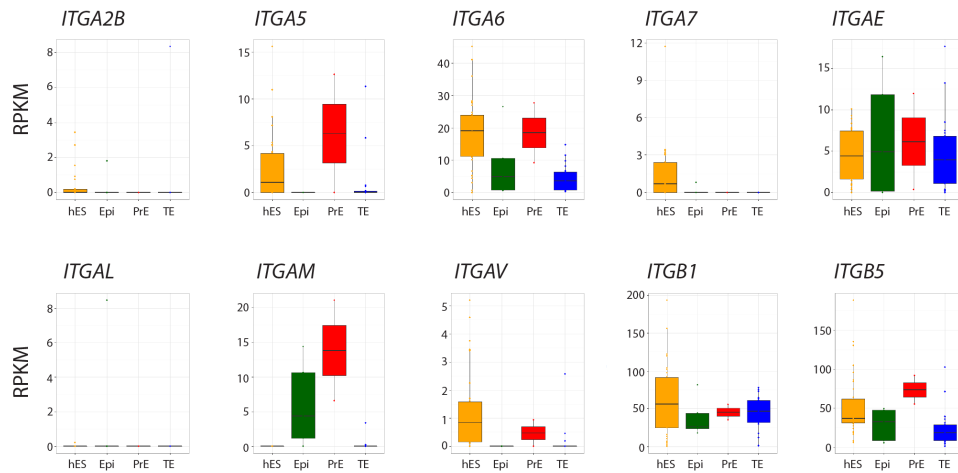 ITGA2B ITGA5 ITGA6 ITGA7 ITGAE
RPKM
8 6 4 2 0
15 10 5 0
40 30 20 10 0
12 9 6 3 0
15 10 5 0
hES Epi PrE TE hES Epi PrE TE hES Epi PrE TE hES Epi PrE TE hES Epi PrE TE
ITGAL ITGAM ITGAV ITGB1 ITGB5
RPKM
8 6 4 2 0
20 15 10 5 0
5 4 3 2 1 0
200 150 100 50 0
150 100 50 0
hES Epi PrE TE hES Epi PrE TE hES Epi PrE TE hES Epi PrE TE hES Epi PrE TE